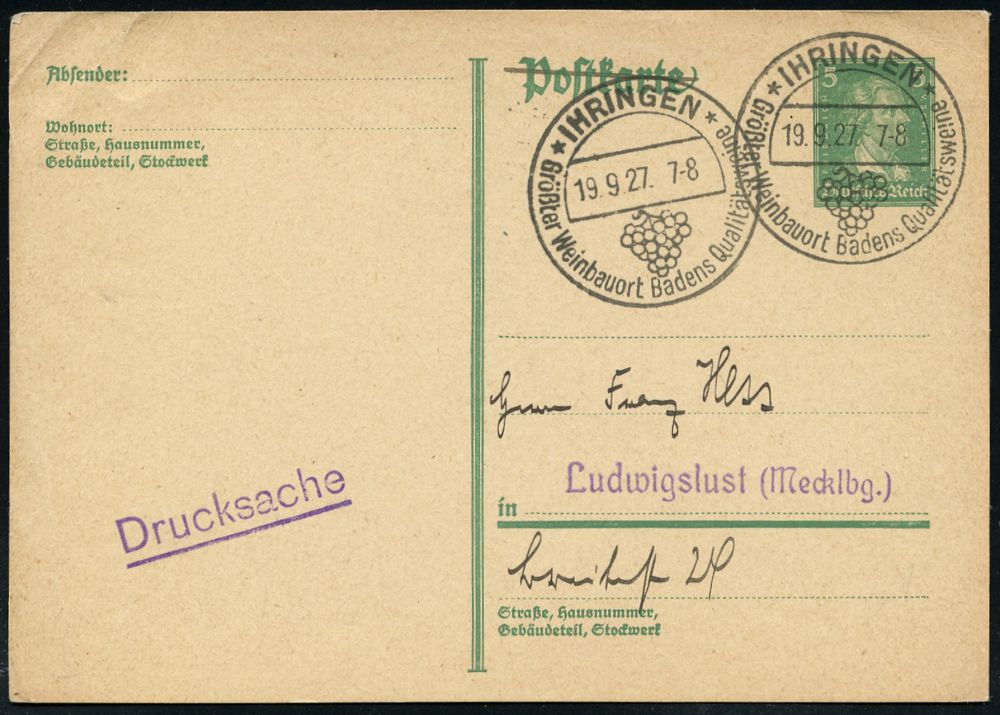 Absender:
Wohnort:
Straße, Hausnummer,
Gebäudeteil, Stockwerk
Drucksache
Postkarte
★ IHRINGEN ★
19.9.27. 7-8
Größter Weinbauort Badens Qualitätsweine
5 5
Deutsches Reich
★ IHRINGEN ★
19.9.27. 7-8
Größter Weinbauort Badens Qualitätsweine
Herrn Franz Hess
Ludwigslust (Mecklbg.)
in
Breitestr
Straße, Hausnummer,
Gebäudeteil, Stockwerk